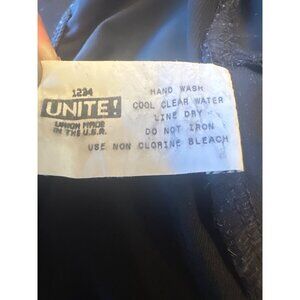 1234
UNITE!
UNION MADE
IN THE U.S.A.
HAND WASH
COOL CLEAR WATER
LINE DRY
DO NOT IRON
USE NON CLORINE BLEACH